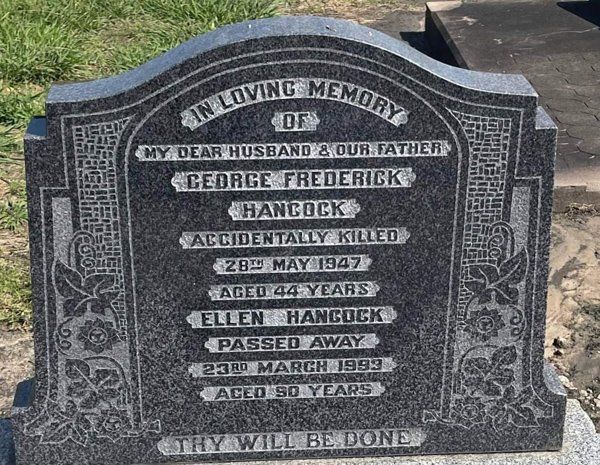 IN LOVING MEMORY
OF
MY DEAR HUSBAND & OUR FATHER
GEORGE FREDERICK
HANCOCK
ACCIDENTALLY KILLED
28TH MAY 1947
AGED 44 YEARS
ELLEN HANCOCK
PASSED AWAY
23RD MARCH 1993
AGED 90 YEARS
THY WILL BE DONE